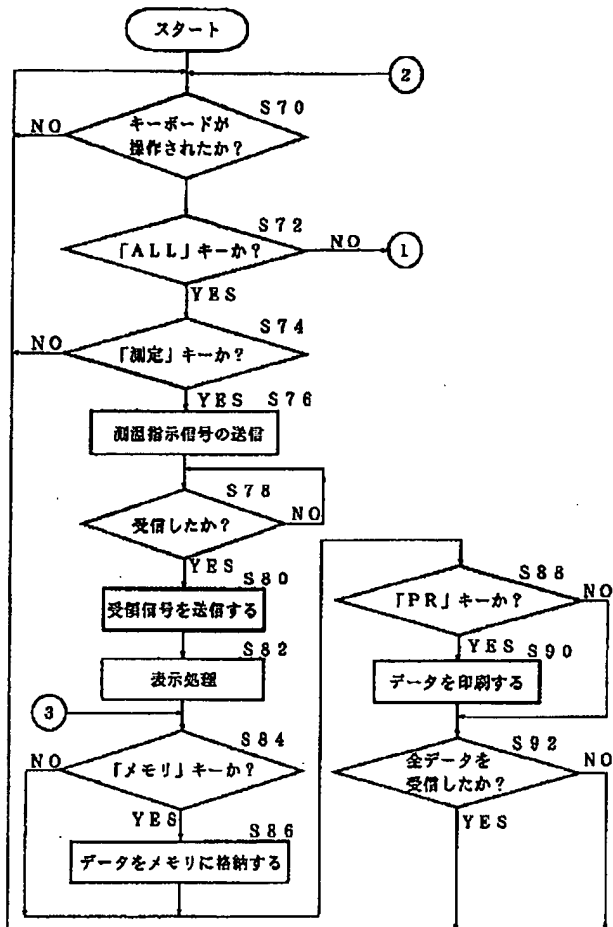 スタート
2
S70
NO
キーボードが
操作されたか?
S72
「ALL」キーか?
NO
1
YES
S74
NO
「測定」キーか?
YES
S76
測温指示信号の送信
S78
受信したか?
NO
YES
S80
受領信号を送信する
S82
表示処理
3
S84
NO
「メモリ」キーか?
YES
S86
データをメモリに格納する
S88
「PR」キーか?
NO
YES
S90
データを印刷する
S92
全データを
受信したか?
NO
YES